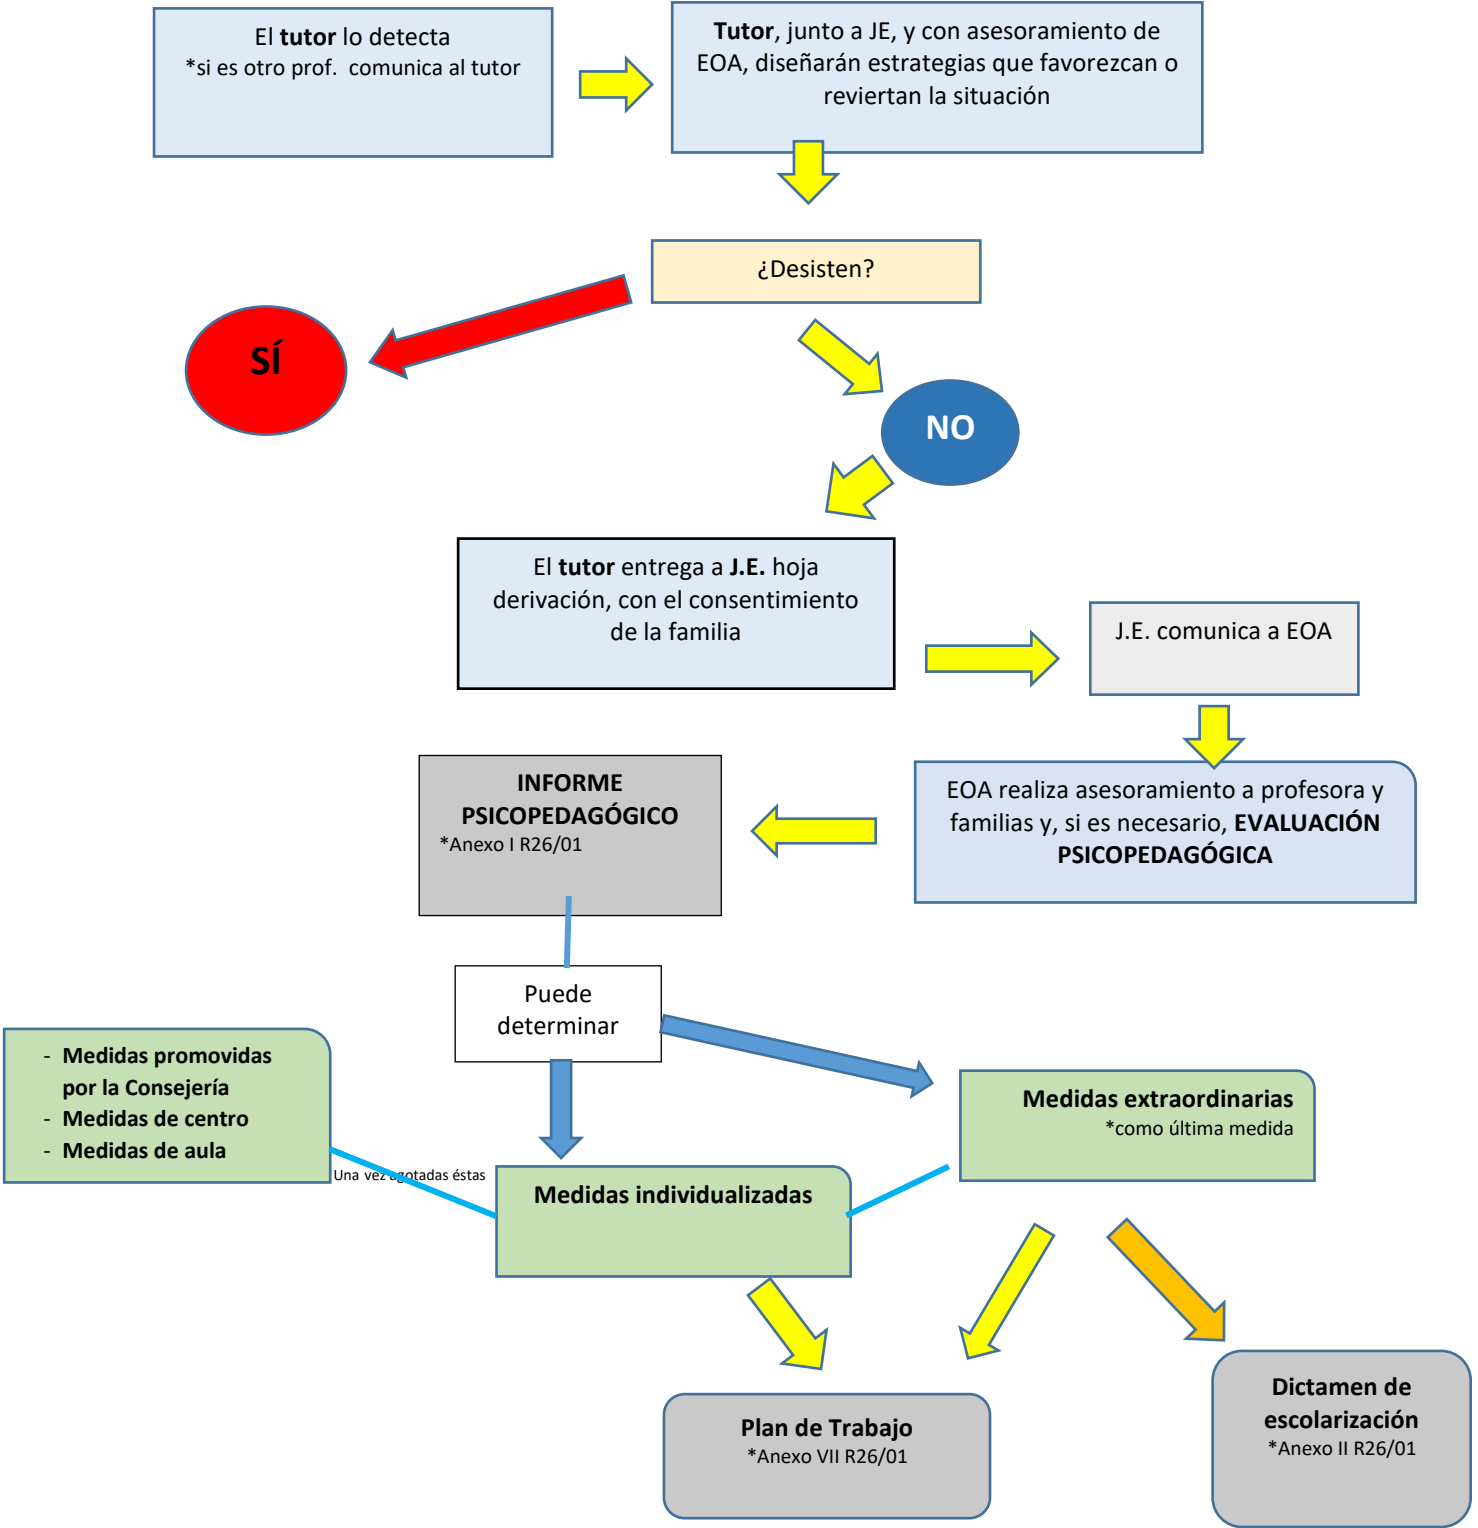 El tutor lo detecta
*si es otro prof. comunica al tutor
Tutor, junto a JE, y con asesoramiento de
EOA, diseñarán estrategias que favorezcan o
reviertan la situación
¿Desisten?
SÍ
NO
El tutor entrega a J.E. hoja
derivación, con el consentimiento
de la familia
J.E. comunica a EOA
EOA realiza asesoramiento a profesora y
familias y, si es necesario, EVALUACIÓN
PSICOPEDAGÓGICA
INFORME
PSICOPEDAGÓGICO
*Anexo I R26/01
Puede
determinar
- Medidas promovidas
por la Consejería
- Medidas de centro
- Medidas de aula
Una vez agotadas éstas
Medidas individualizadas
Medidas extraordinarias
*como última medida
Plan de Trabajo
*Anexo VII R26/01
Dictamen de
escolarización
*Anexo II R26/01